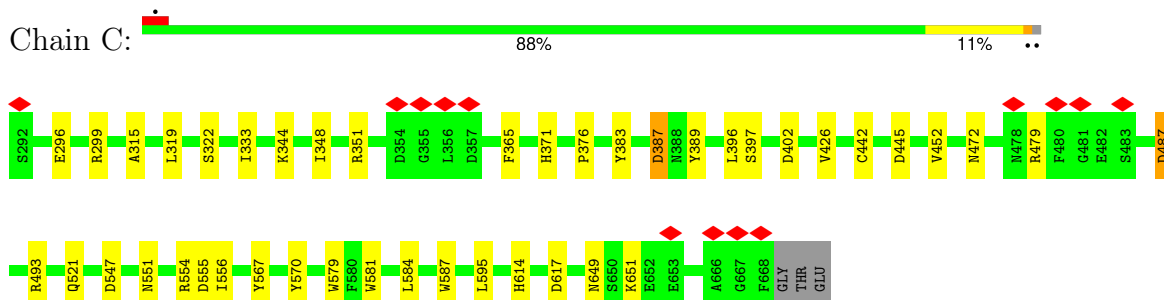 Chain C:
88% 11% ••
S292 E296 R299 A315 L319 S322 I333 K344 I348 R351 D354 G355 L356 D357 F365 H371 P376 Y383 D387 N388 Y389 L396 S397 D402 V426 C442 D445 V452 N472 N478 R479 F480 G481 E482 S483 D487
R493 Q521 D547 N551 R554 D555 I556 Y567 Y570 W579 F580 W581 L584 W587 L595 H614 D617 N649 S650 K651 E652 E653 A666 G667 F668 GLY THR GLU